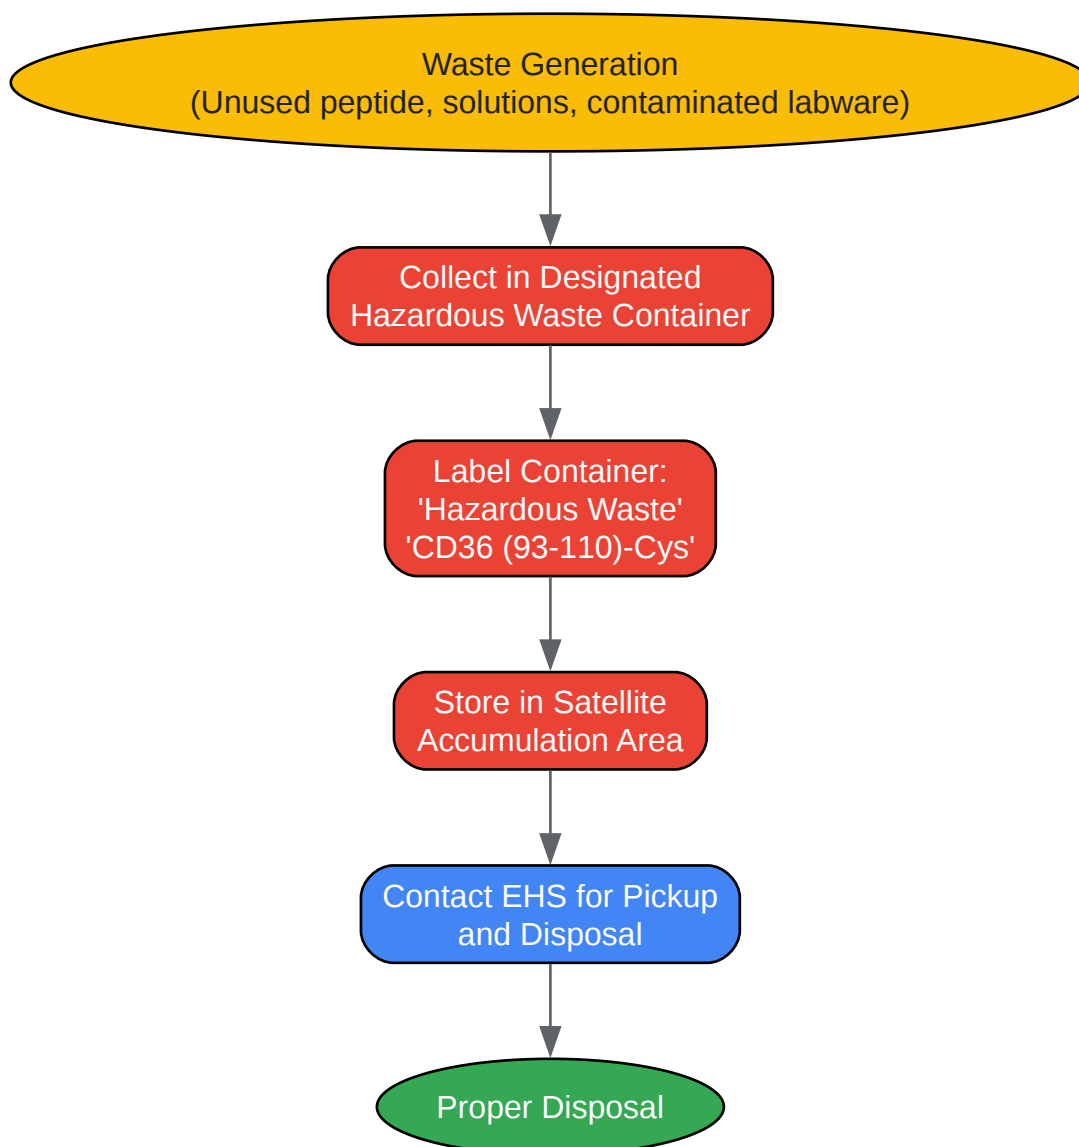 Waste Generation
(Unused peptide, solutions, contaminated labware)
Collect in Designated
Hazardous Waste Container
Label Container:
'Hazardous Waste'
'CD36 (93-110)-Cys'
Store in Satellite
Accumulation Area
Contact EHS for Pickup
and Disposal
Proper Disposal